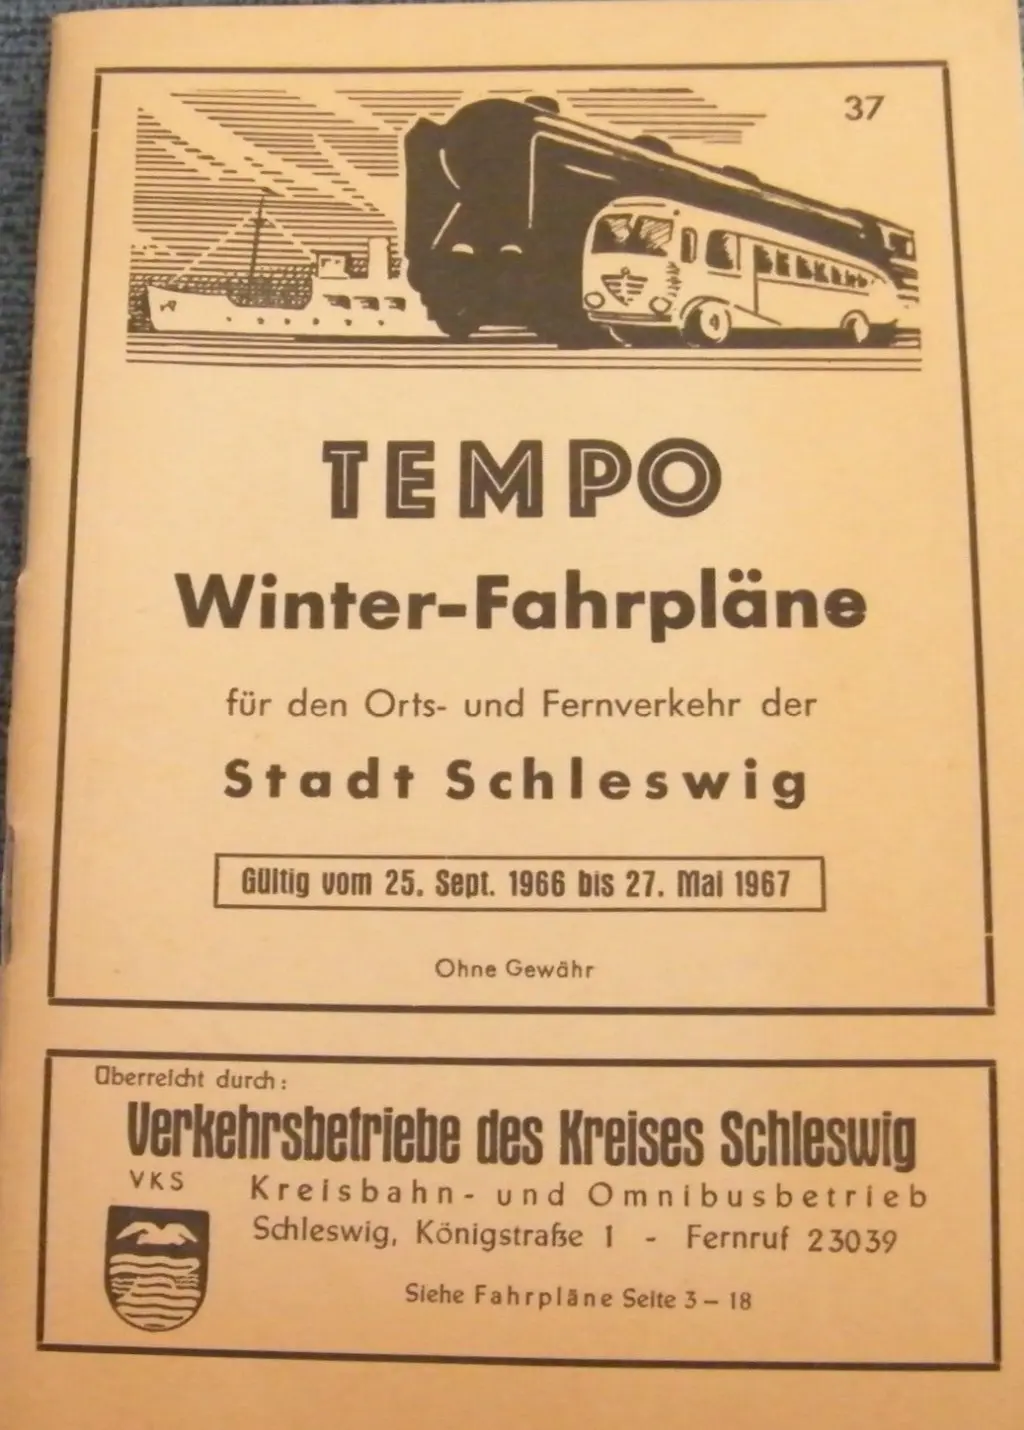 37
TEMPO
Winter-Fahrpläne
für den Orts- und Fernverkehr der
Stadt Schleswig
Gültig vom 25. Sept. 1966 bis 27. Mai 1967
Ohne Gewähr
Überreicht durch:
Verkehrsbetriebe des Kreises Schleswig
VKS
Kreisbahn- und Omnibusbetrieb
Schleswig, Königstraße 1 - Fernruf 23039
Siehe Fahrpläne Seite 3 – 18